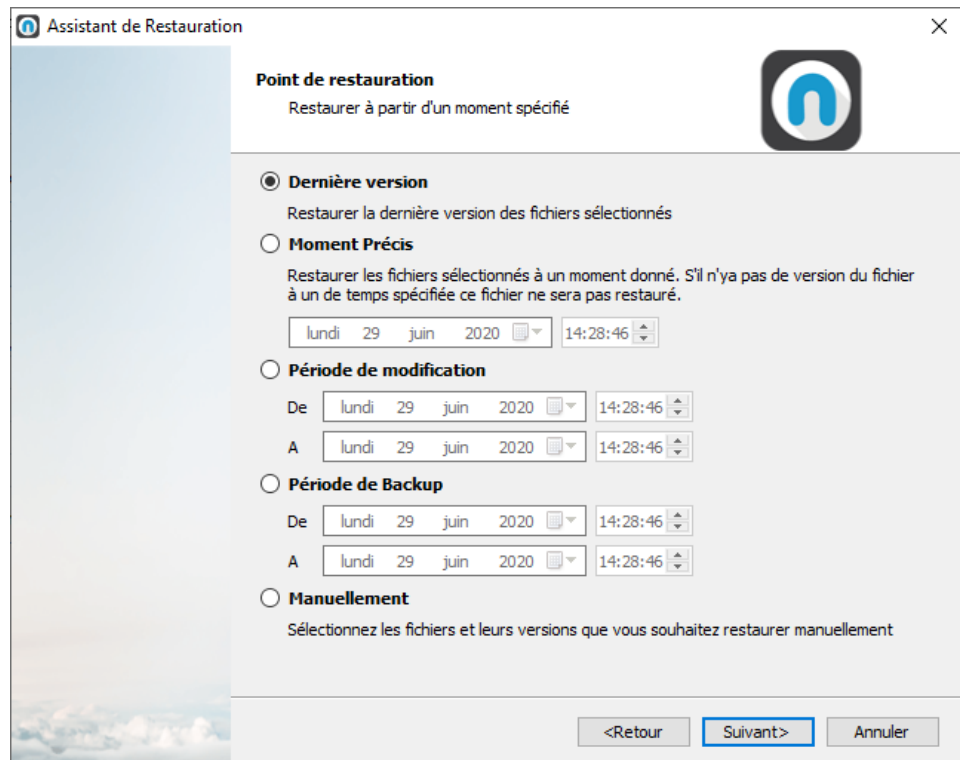 Assistant de Restauration
Point de restauration
Restaurer à partir d'un moment spécifié
Dernière version
Restaurer la dernière version des fichiers sélectionnés
Moment Précis
Restaurer les fichiers sélectionnés à un moment donné. S'il n'ya pas de version du fichier
à un de temps spécifiée ce fichier ne sera pas restauré.
lundi 29 juin 2020 14:28:46
Période de modification
De lundi 29 juin 2020 14:28:46
A lundi 29 juin 2020 14:28:46
Période de Backup
De lundi 29 juin 2020 14:28:46
A lundi 29 juin 2020 14:28:46
Manuellement
Sélectionnez les fichiers et leurs versions que vous souhaitez restaurer manuellement
<Retour Suivant> Annuler